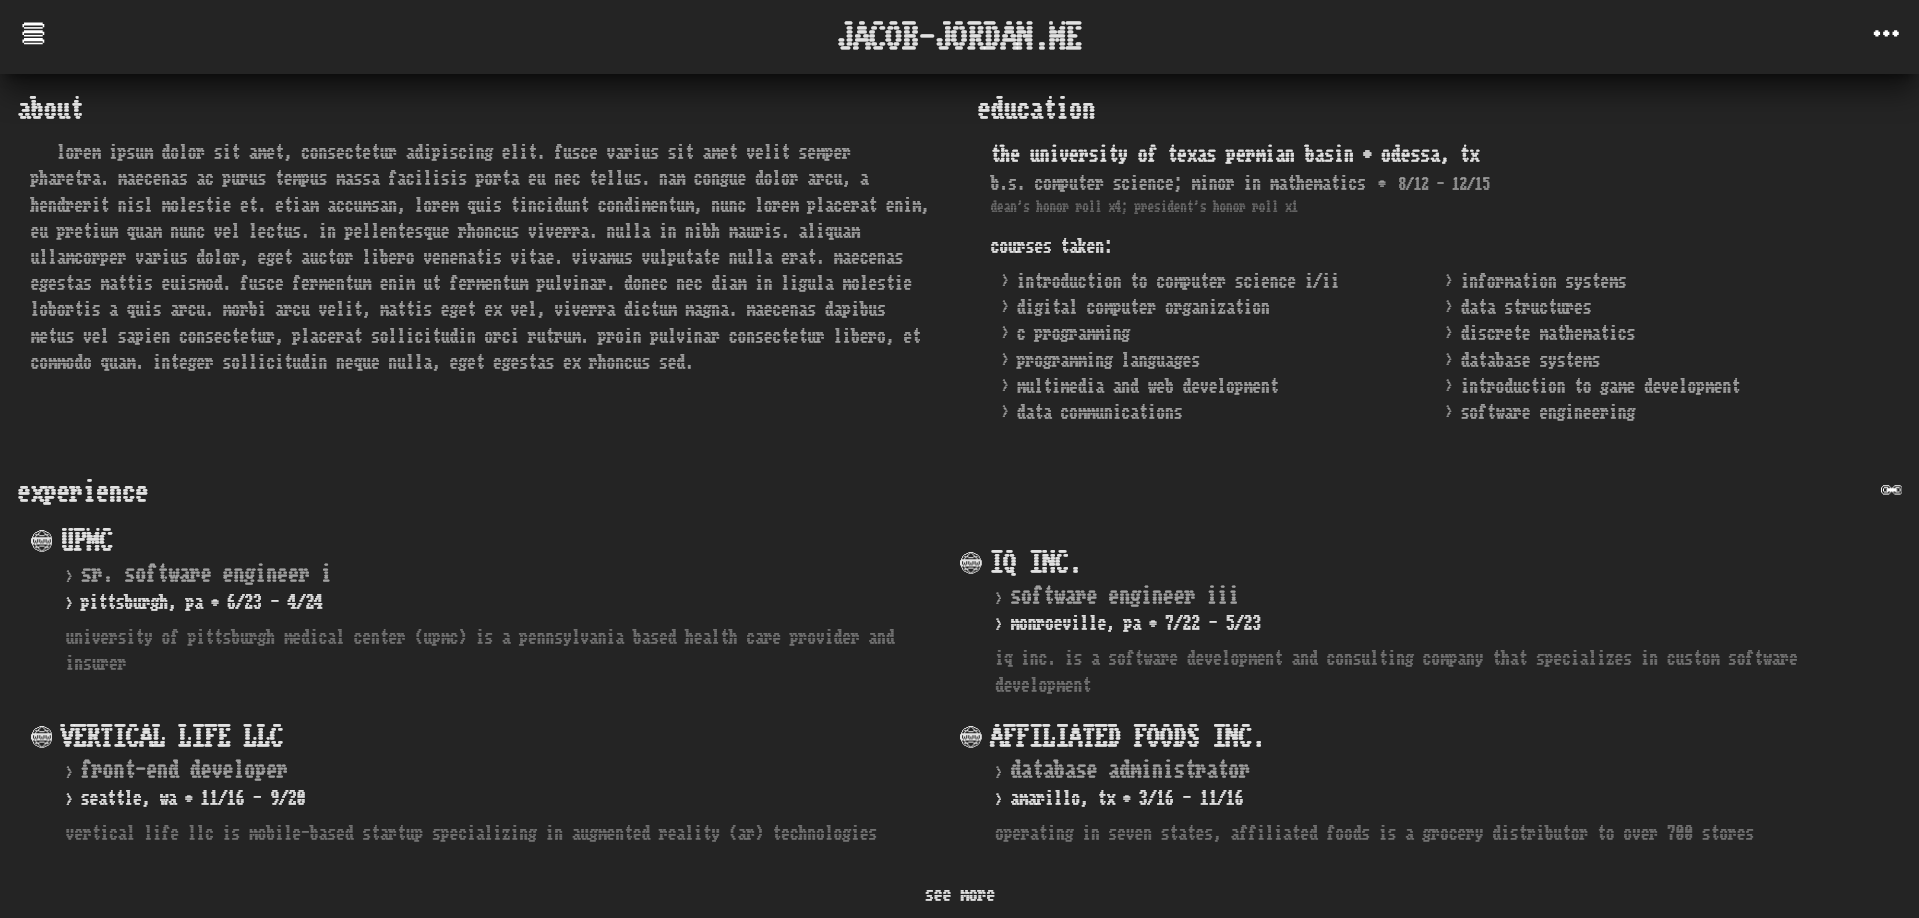 JACOB-JORDAN.ME
about
lorem ipsum dolor sit amet, consectetur adipiscing elit. fusce varius sit amet velit semper
pharetra. maecenas ac purus tempus massa facilisis porta eu nec tellus. nam congue dolor arcu, a
hendrerit nisl molestie et. etiam accumsan, lorem quis tincidunt condimentum, nunc lorem placerat enim,
eu pretium quam nunc vel lectus. in pellentesque rhoncus viverra. nulla in nibh mauris. aliquam
ullamcorper varius dolor, eget auctor libero venenatis vitae. vivamus vulputate nulla erat. maecenas
egestas mattis euismod. fusce fermentum enim ut fermentum pulvinar. donec nec diam in ligula molestie
lobortis a quis arcu. morbi arcu velit, mattis eget ex vel, viverra dictum magna. maecenas dapibus
metus vel sapien consectetur, placerat sollicitudin orci rutrum. proin pulvinar consectetur libero, et
commodo quam. integer sollicitudin neque nulla, eget egestas ex rhoncus sed.
education
the university of texas permian basin • odessa, tx
b.s. computer science; minor in mathematics • 8/12 - 12/15
dean's honor roll x4; president's honor roll x1
courses taken:
> introduction to computer science i/ii
> digital computer organization
> c programming
> programming languages
> multimedia and web development
> data communications
> information systems
> data structures
> discrete mathematics
> database systems
> introduction to game development
> software engineering
experience
www UPMC
> sr. software engineer i
> pittsburgh, pa • 6/23 - 4/24
university of pittsburgh medical center (upmc) is a pennsylvania based health care provider and
insurer
www IQ INC.
> software engineer iii
> monroeville, pa • 7/22 - 5/23
iq inc. is a software development and consulting company that specializes in custom software
development
www VERTICAL LIFE LLC
> front-end developer
> seattle, wa • 11/16 - 9/20
vertical life llc is mobile-based startup specializing in augmented reality (ar) technologies
www AFFILIATED FOODS INC.
> database administrator
> amarillo, tx • 3/16 - 11/16
operating in seven states, affiliated foods is a grocery distributor to over 700 stores
see more